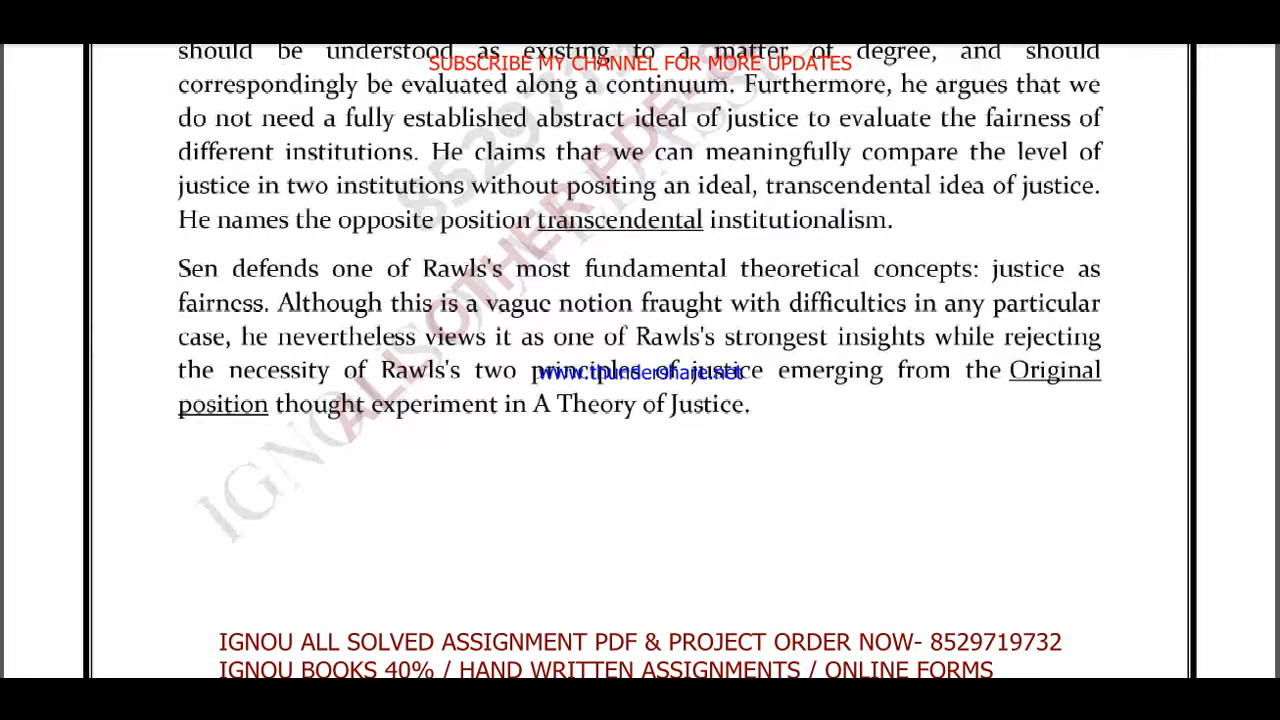 should be understood as existing to a matter of degree, and should
SUBSCRIBE MY CHANNEL FOR MORE UPDATES
correspondingly be evaluated along a continuum. Furthermore, he argues that we
do not need a fully established abstract ideal of justice to evaluate the fairness of
different institutions. He claims that we can meaningfully compare the level of
justice in two institutions without positing an ideal, transcendental idea of justice.
He names the opposite position transcendental institutionalism.
Sen defends one of Rawls's most fundamental theoretical concepts: justice as
fairness. Although this is a vague notion fraught with difficulties in any particular
case, he nevertheless views it as one of Rawls's strongest insights while rejecting
the necessity of Rawls's two principles of justice emerging from the Original
www.thundershare.net
position thought experiment in A Theory of Justice.
IGNOU ALL SOLVED ASSIGNMENT PDF & PROJECT ORDER NOW- 8529719732
IGNOU BOOKS 40% / HAND WRITTEN ASSIGNMENTS / ONLINE FORMS